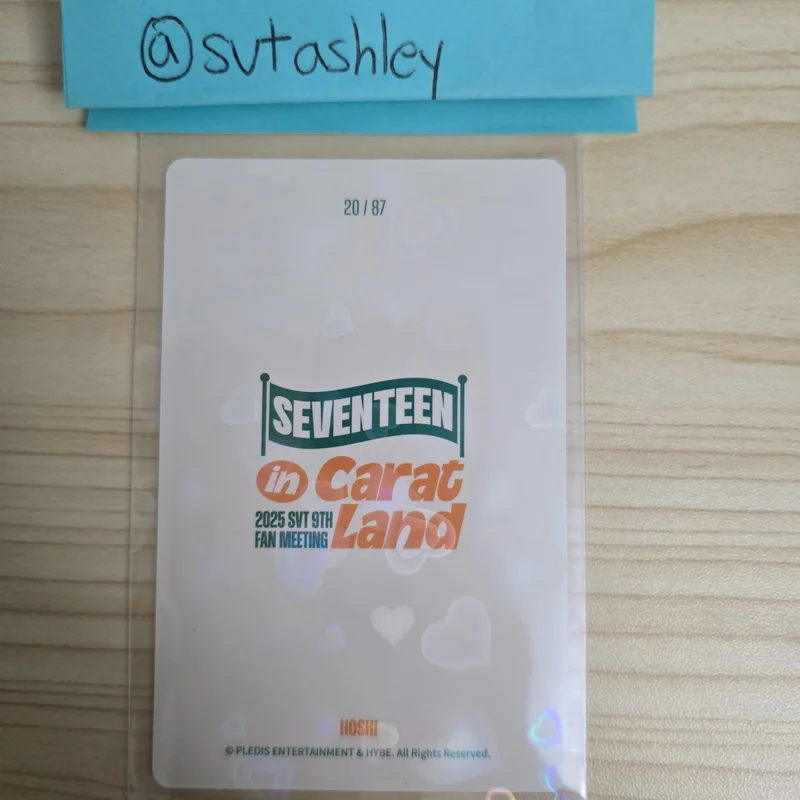 @svtashley
20 / 87
SEVENTEEN
in Carat
2025 SVT 9TH Land
FAN MEETING
HOSHI
© PLEDIS ENTERTAINMENT & HYBE. All Rights Reserved.